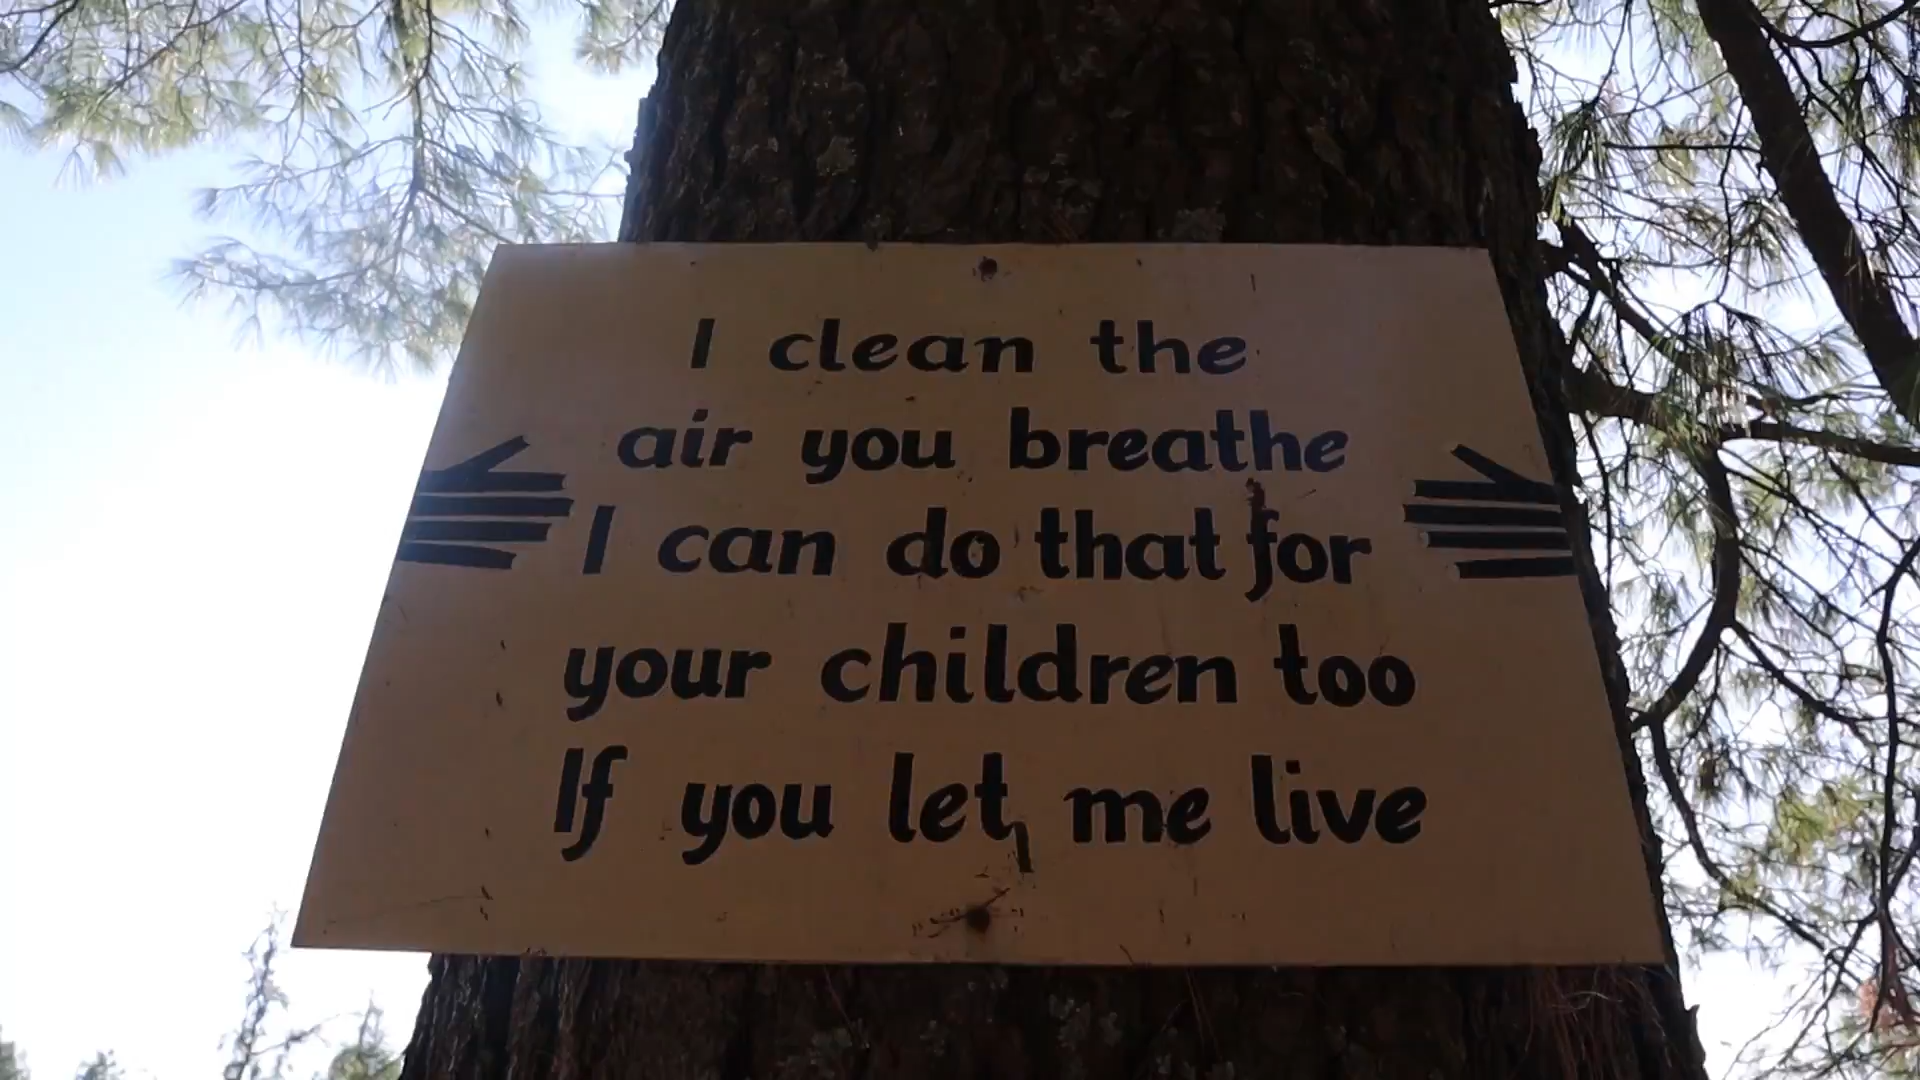 I clean the
air you breathe
I can do that for
your children too
If you let, me live